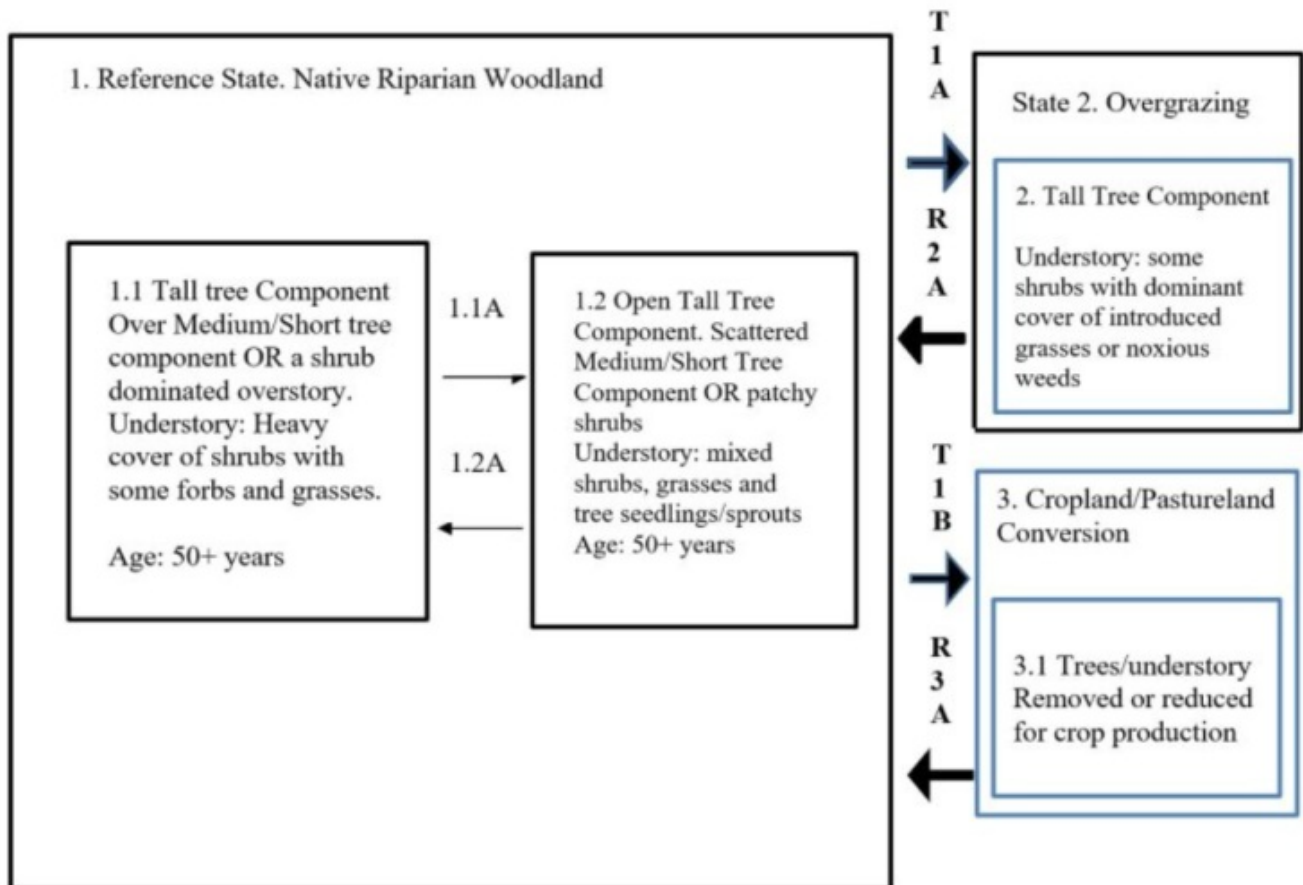 1. Reference State. Native Riparian Woodland
1.1 Tall tree Component
Over Medium/Short tree
component OR a shrub
dominated overstory.
Understory: Heavy
cover of shrubs with
some forbs and grasses.
Age: 50+ years
1.1A
1.2A
1.2 Open Tall Tree
Component. Scattered
Medium/Short Tree
Component OR patchy
shrubs
Understory: mixed
shrubs, grasses and
tree seedlings/sprouts
Age: 50+ years
T
1
A
R
2
A
State 2. Overgrazing
2. Tall Tree Component
Understory: some
shrubs with dominant
cover of introduced
grasses or noxious
weeds
T
1
B
R
3
A
3. Cropland/Pastureland
Conversion
3.1 Trees/understory
Removed or reduced
for crop production